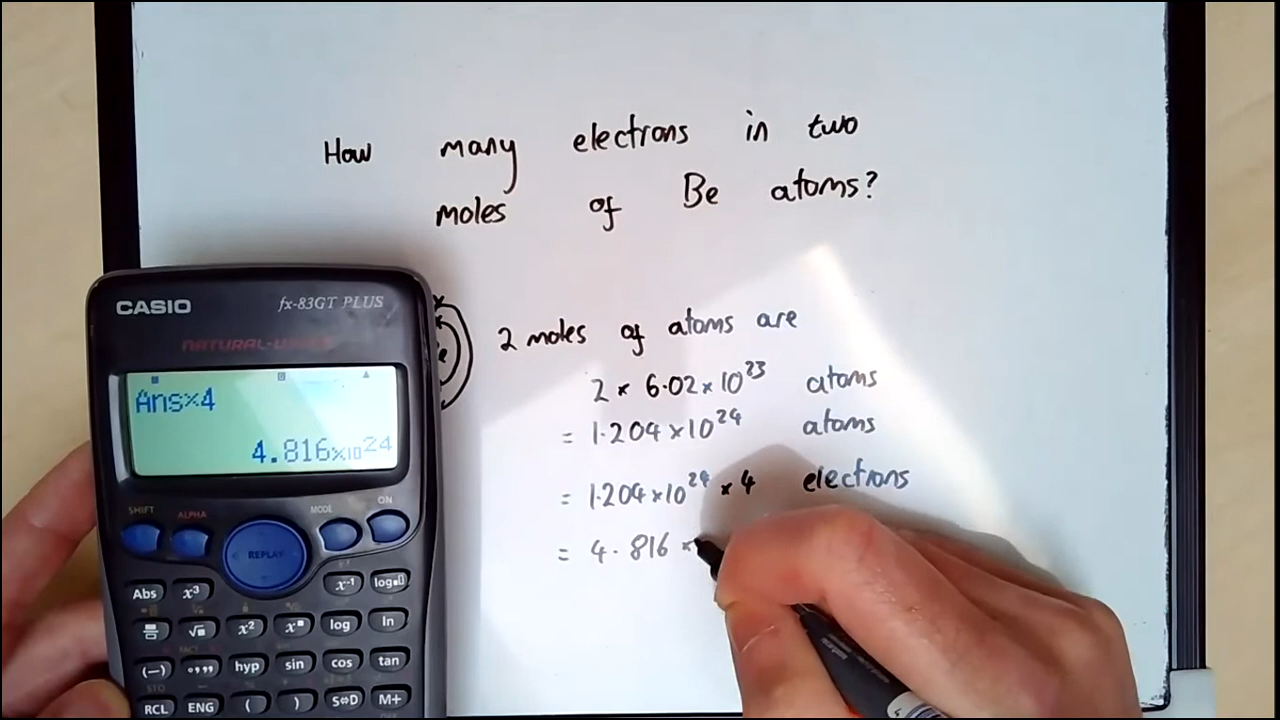 How many electrons in two
moles of Be atoms?
2 moles of atoms are
2 × 6.02 × 10²³ atoms
= 1.204 × 10²⁴ atoms
= 1.204 × 10²⁴ × 4 electrons
= 4.816 ×
CASIO fx-83GT PLUS
Ans×4
4.816×10²⁴
SHIFT ALPHA MODE ON
REPLAY
Abs x³ x⁻¹ log
x² log ln
(−) hyp sin cos tan
STO
RCL ENG ( ) S⇔D M+